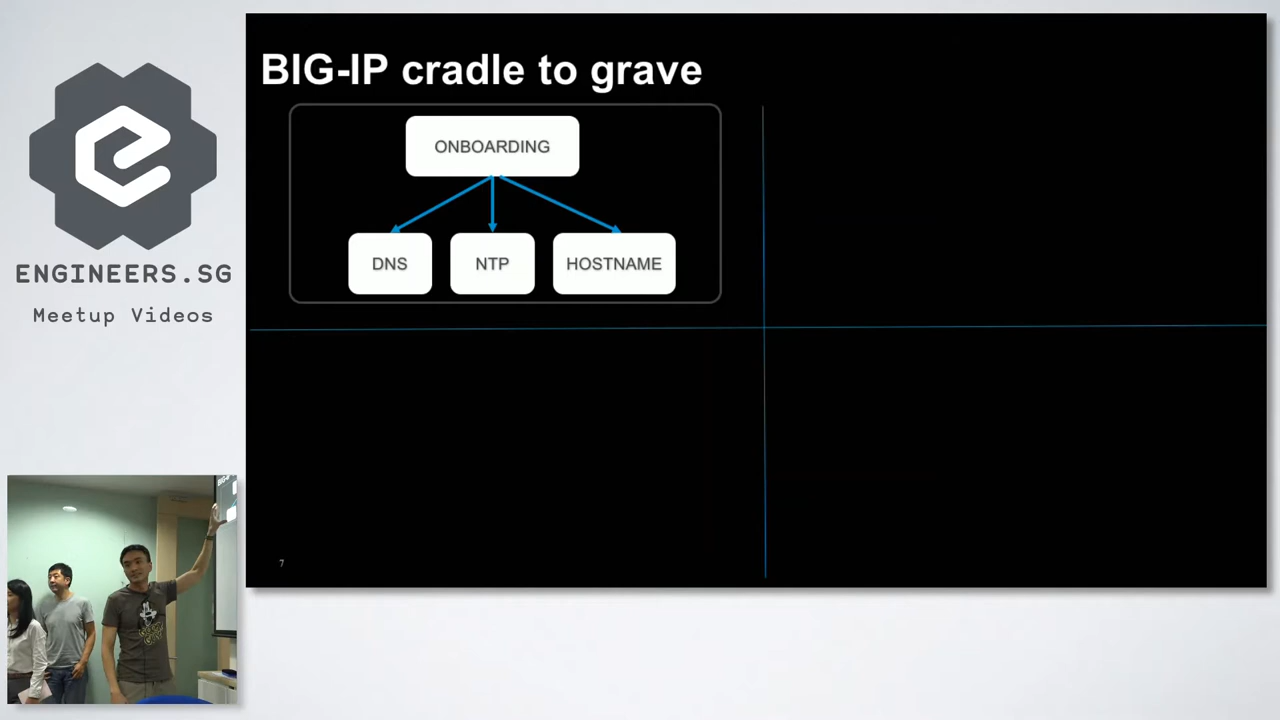 BIG-IP cradle to grave
ONBOARDING
DNS NTP HOSTNAME
7
ENGINEERS.SG
Meetup Videos